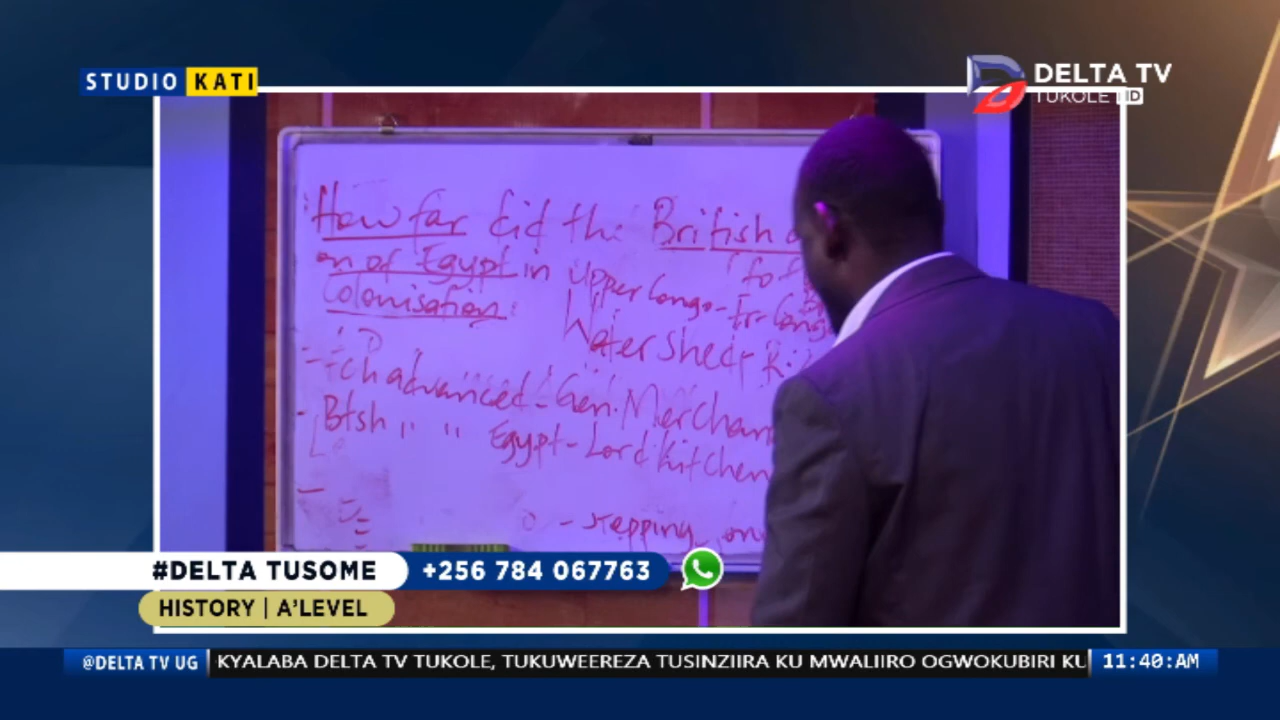 STUDIO KATI
DELTA TV
TUKOLE HD
How far did the British
on of Egypt in Upper Congo - Fr. Congo
Colonisation:
Watershed R.
Fch advanced - Gen. Merchan
- Btsh " " Egypt - Lord Kitchen
- stepping on
#DELTA TUSOME +256 784 067763
HISTORY | A'LEVEL
@DELTA TV UG KYALABA DELTA TV TUKOLE, TUKUWEEREZA TUSINZIIRA KU MWALIIRO OGWOKUBIRI KU 11:40:AM